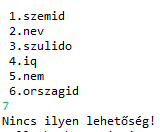 1.szemid
2.nev
3.szulido
4.iq
5.nem
6.orszagid
7
Nincs ilyen lehetőség!